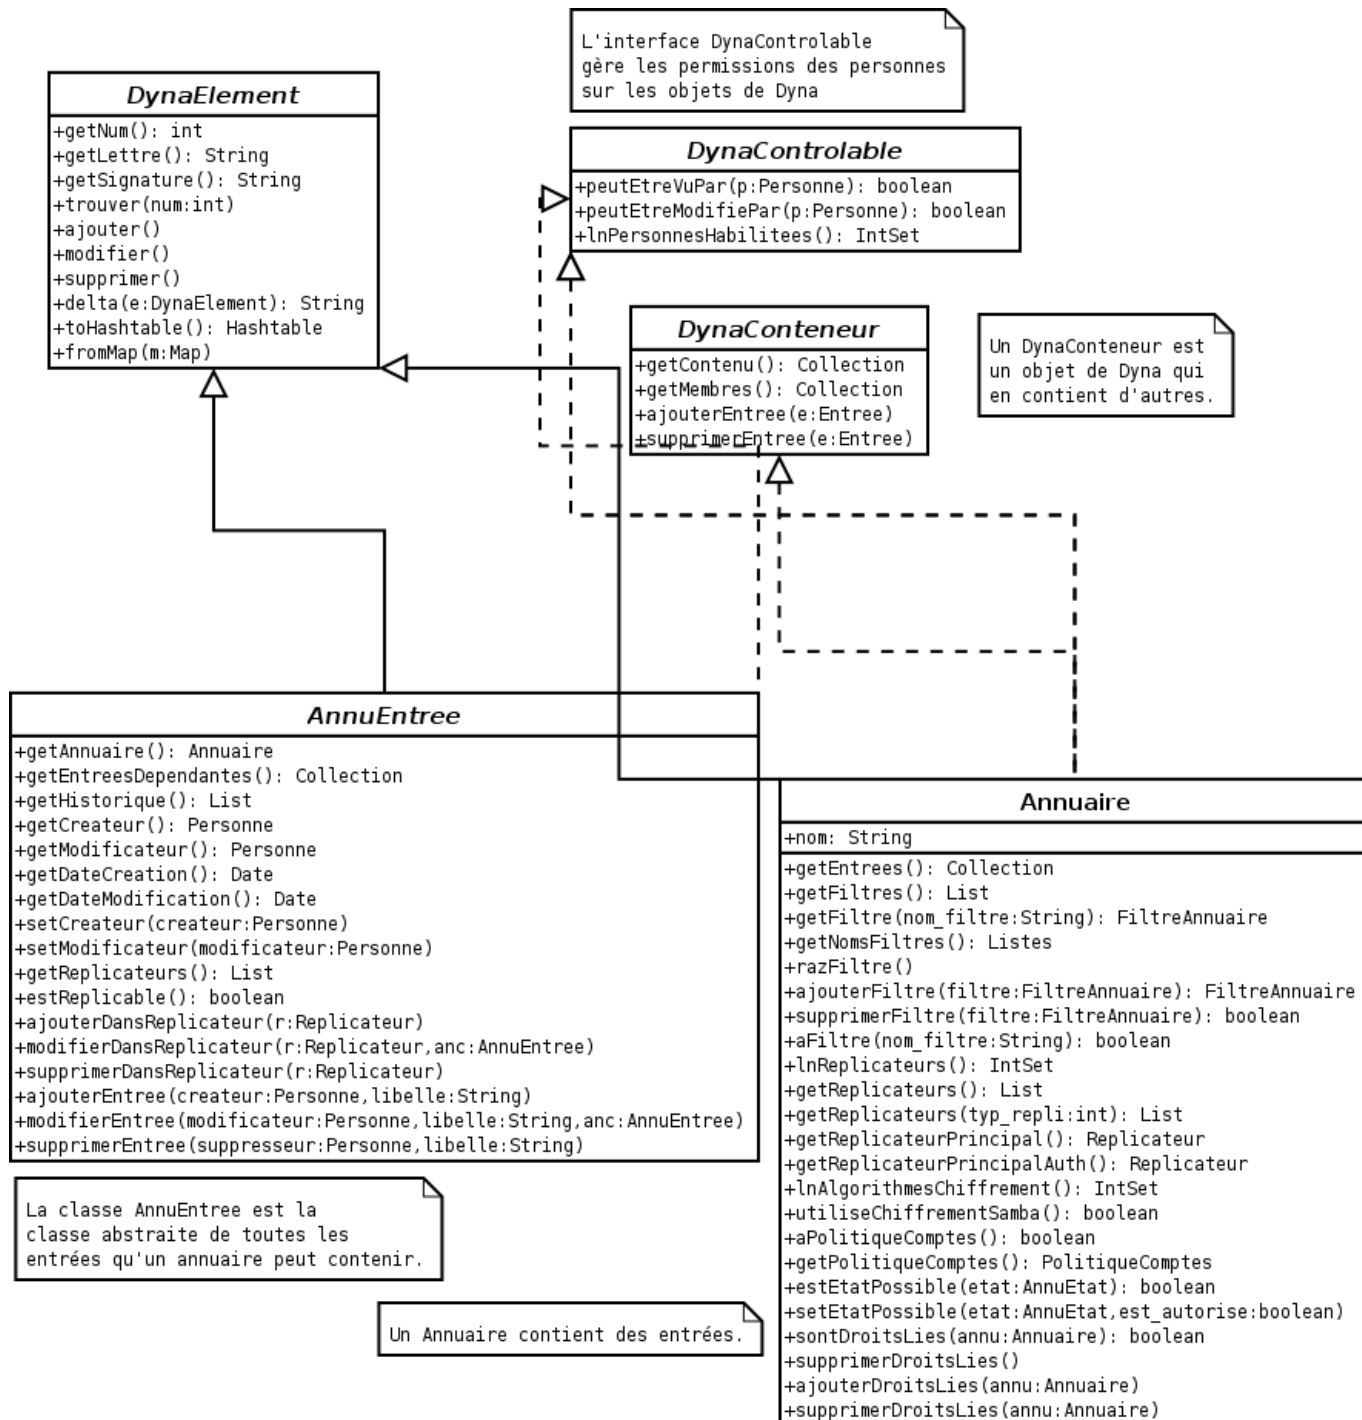 L'interface DynaControlable
gère les permissions des personnes
sur les objets de Dyna
DynaElement
+getNum(): int
+getLettre(): String
+getSignature(): String
+trouver(num:int)
+ajouter()
+modifier()
+supprimer()
+delta(e:DynaElement): String
+toHashtable(): Hashtable
+fromMap(m:Map)
DynaControlable
+peutEtreVuPar(p:Personne): boolean
+peutEtreModifiePar(p:Personne): boolean
+lnPersonnesHabilitees(): IntSet
DynaConteneur
+getContenu(): Collection
+getMembres(): Collection
+ajouterEntree(e:Entree)
+supprimerEntree(e:Entree)
Un DynaConteneur est
un objet de Dyna qui
en contient d'autres.
AnnuEntree
+getAnnuaire(): Annuaire
+getEntreesDependantes(): Collection
+getHistorique(): List
+getCreateur(): Personne
+getModificateur(): Personne
+getDateCreation(): Date
+getDateModification(): Date
+setCreateur(createur:Personne)
+setModificateur(modificateur:Personne)
+getReplicateurs(): List
+estReplicable(): boolean
+ajouterDansReplicateur(r:Replicateur)
+modifierDansReplicateur(r:Replicateur,anc:AnnuEntree)
+supprimerDansReplicateur(r:Replicateur)
+ajouterEntree(createur:Personne,libelle:String)
+modifierEntree(modificateur:Personne,libelle:String,anc:AnnuEntree)
+supprimerEntree(suppresseur:Personne,libelle:String)
La classe AnnuEntree est la
classe abstraite de toutes les
entrées qu'un annuaire peut contenir.
Un Annuaire contient des entrées.
Annuaire
+nom: String
+getEntrees(): Collection
+getFiltres(): List
+getFiltre(nom_filtre:String): FiltreAnnuaire
+getNomsFiltres(): Listes
+razFiltre()
+ajouterFiltre(filtre:FiltreAnnuaire): FiltreAnnuaire
+supprimerFiltre(filtre:FiltreAnnuaire): boolean
+aFiltre(nom_filtre:String): boolean
+lnReplicateurs(): IntSet
+getReplicateurs(): List
+getReplicateurs(typ_repli:int): List
+getReplicateurPrincipal(): Replicateur
+getReplicateurPrincipalAuth(): Replicateur
+lnAlgorithmesChiffrement(): IntSet
+utiliseChiffrementSamba(): boolean
+aPolitiqueComptes(): boolean
+getPolitiqueComptes(): PolitiqueComptes
+estEtatPossible(etat:AnnuEtat): boolean
+setEtatPossible(etat:AnnuEtat,est_autorise:boolean)
+sontDroitsLies(annu:Annuaire): boolean
+supprimerDroitsLies()
+ajouterDroitsLies(annu:Annuaire)
+supprimerDroitsLies(annu:Annuaire)